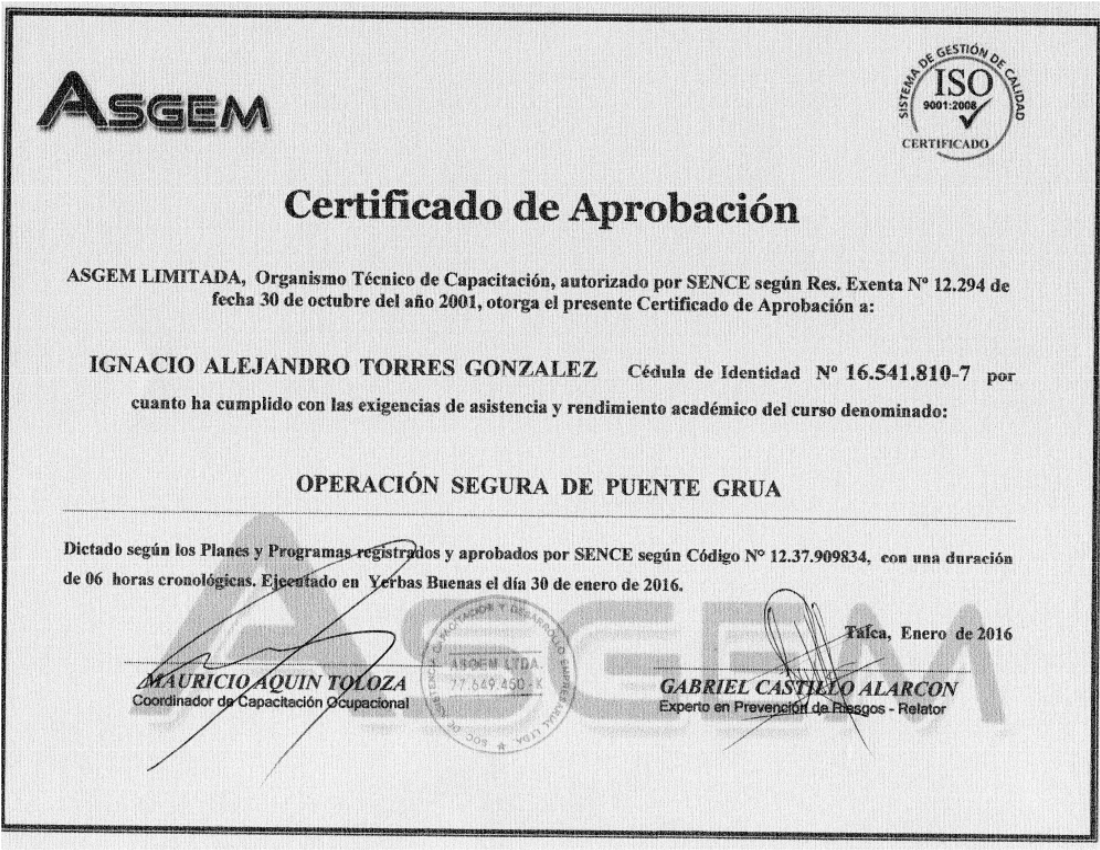 ASGEM
SISTEMA DE GESTIÓN DE CALIDAD
ISO
9001:2008
CERTIFICADO
Certificado de Aprobación
ASGEM LIMITADA, Organismo Técnico de Capacitación, autorizado por SENCE según Res. Exenta Nº 12.294 de
fecha 30 de octubre del año 2001, otorga el presente Certificado de Aprobación a:
IGNACIO ALEJANDRO TORRES GONZALEZ Cédula de Identidad Nº 16.541.810-7 por
cuanto ha cumplido con las exigencias de asistencia y rendimiento académico del curso denominado:
OPERACIÓN SEGURA DE PUENTE GRUA
Dictado según los Planes y Programas registrados y aprobados por SENCE según Código Nº 12.37.909834, con una duración
de 06 horas cronológicas. Ejecutado en Yerbas Buenas el día 30 de enero de 2016.
ASGEM
Talca, Enero de 2016
SOC. DE CAPACITACION Y DESARROLLO EMPRESARIAL LTDA
ASGEM LTDA.
77.649.450-K
MAURICIO AQUIN TOLOZA
Coordinador de Capacitación Ocupacional
GABRIEL CASTILLO ALARCON
Experto en Prevención de Riesgos - Relator